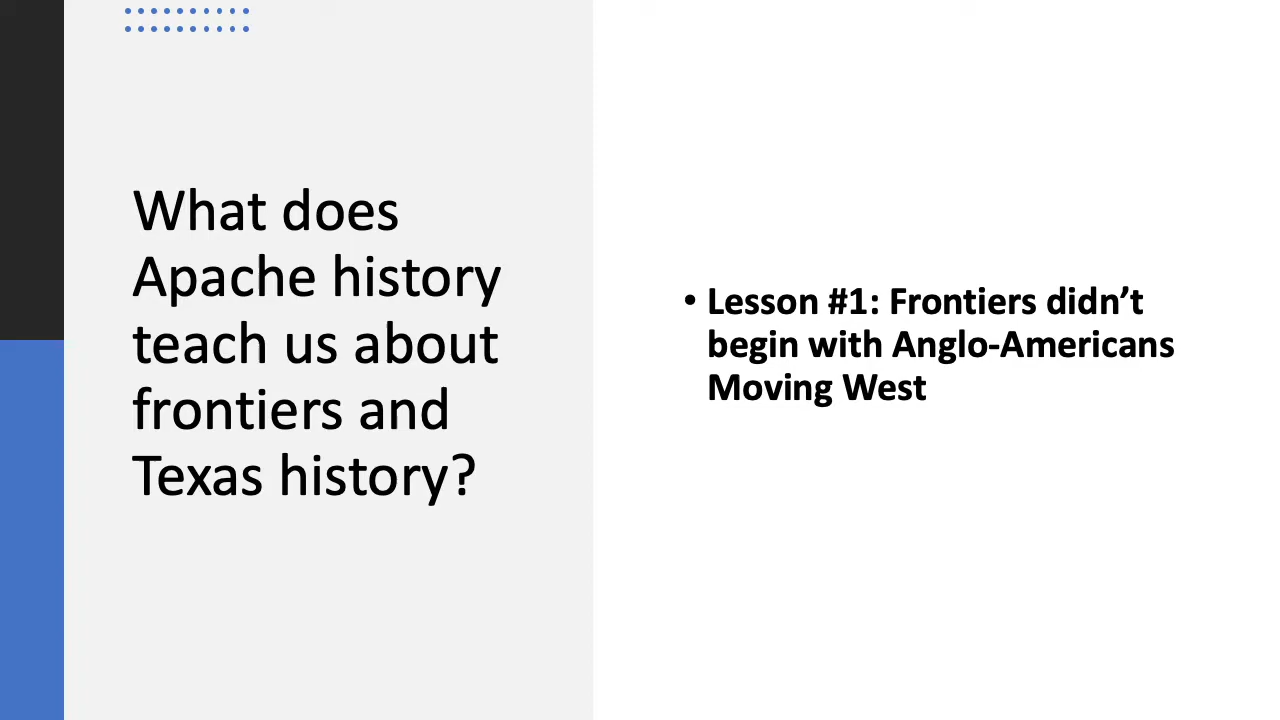 What does
Apache history
teach us about
frontiers and
Texas history?
• Lesson #1: Frontiers didn’t
begin with Anglo-Americans
Moving West